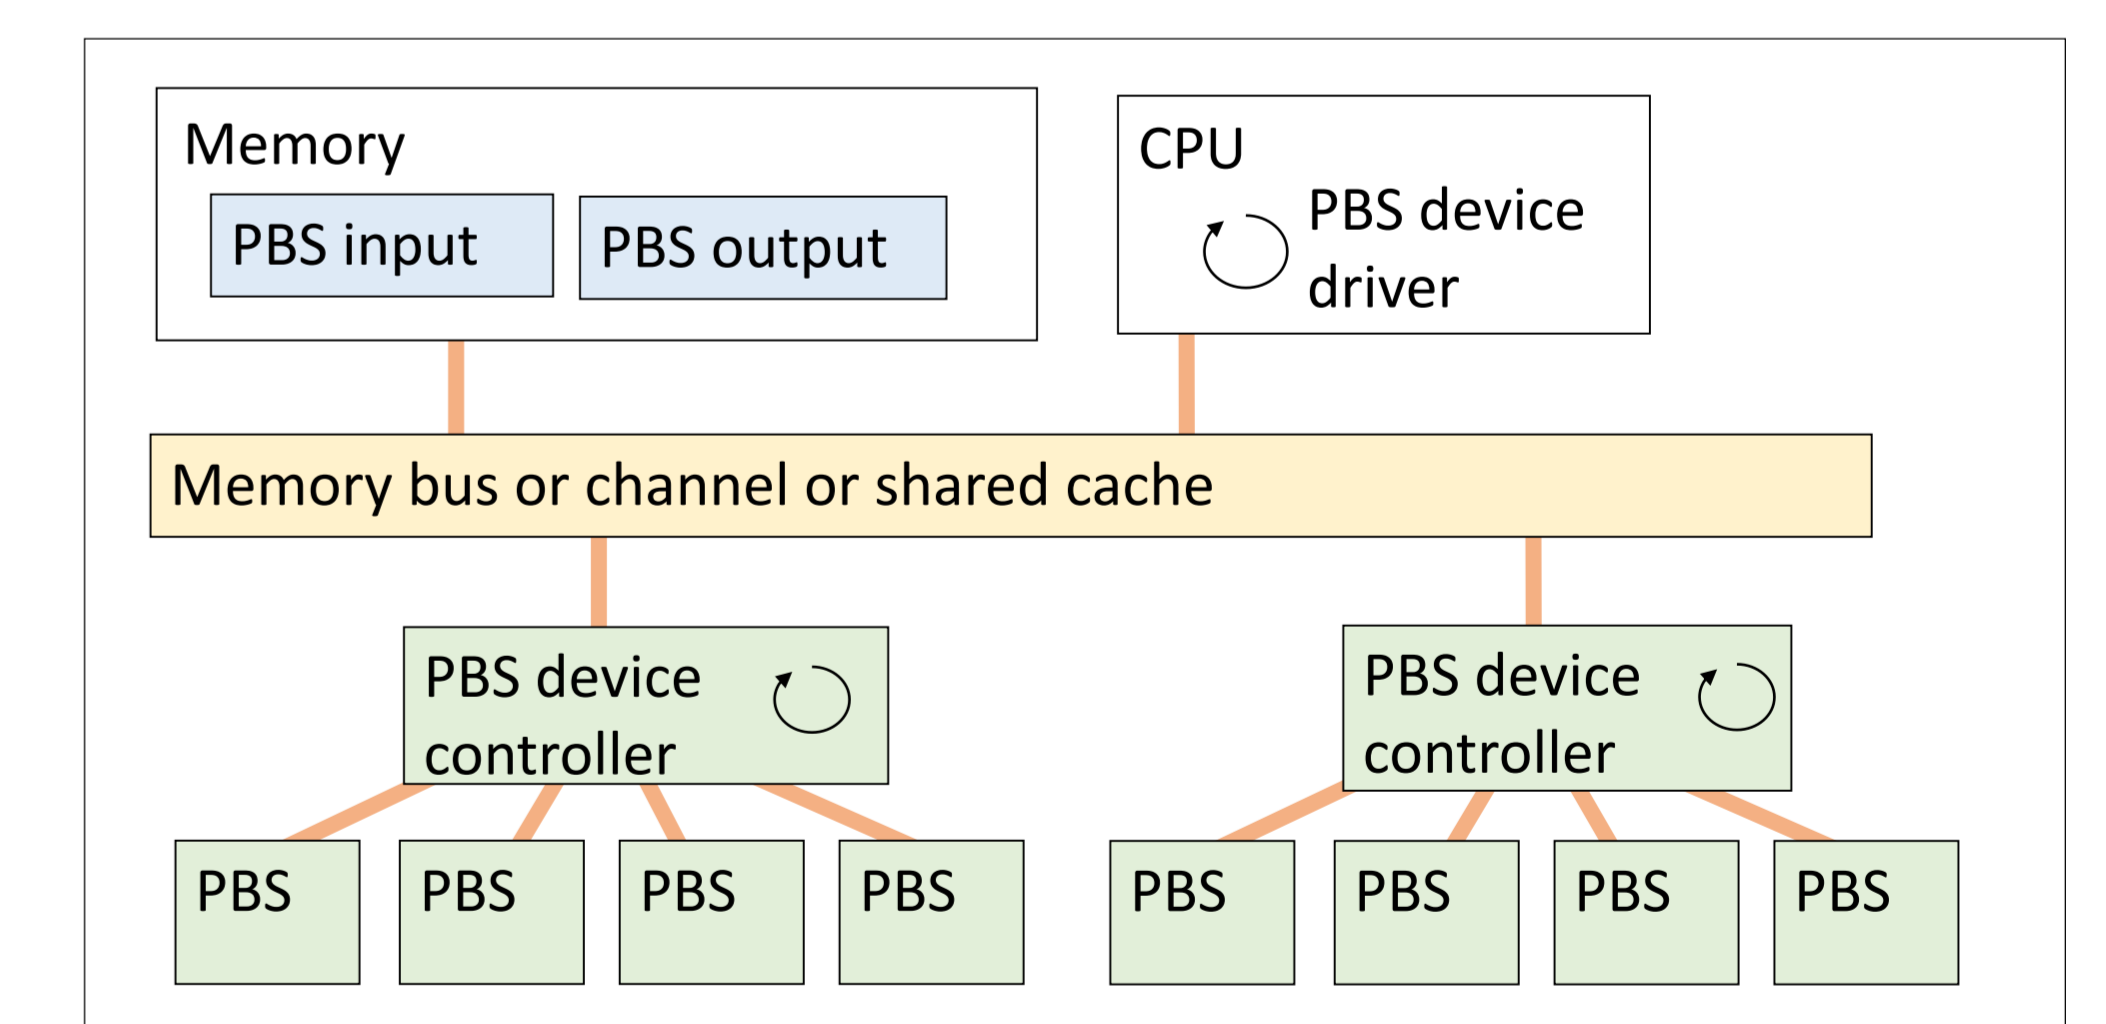 Memory
PBS input
PBS output
CPU
PBS device
driver
Memory bus or channel or shared cache
PBS device
controller
PBS device
controller
PBS
PBS
PBS
PBS
PBS
PBS
PBS
PBS